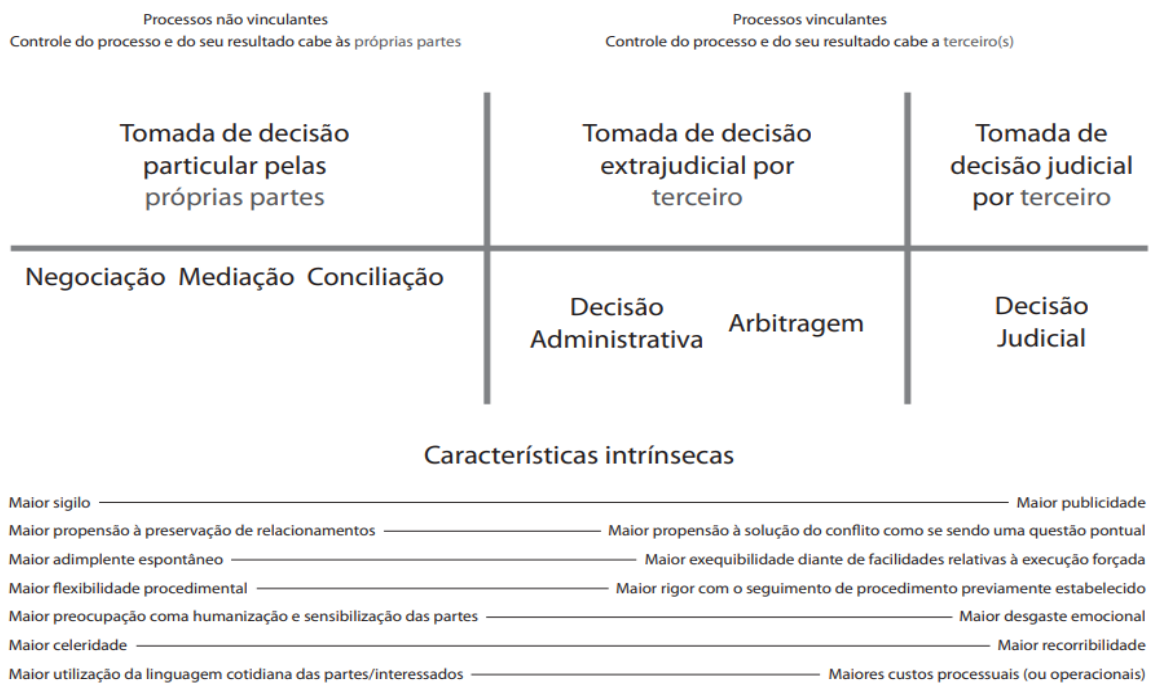 Processos não vinculantes
Controle do processo e do seu resultado cabe às próprias partes
Processos vinculantes
Controle do processo e do seu resultado cabe a terceiro(s)
Tomada de decisão
particular pelas
próprias partes
Tomada de decisão
extrajudicial por
terceiro
Tomada de
decisão judicial
por terceiro
Negociação Mediação Conciliação
Decisão
Administrativa
Arbitragem
Decisão
Judicial
Características intrínsecas
Maior sigilo Maior publicidade
Maior propensão à preservação de relacionamentos Maior propensão à solução do conflito como se sendo uma questão pontual
Maior adimplente espontâneo Maior exequibilidade diante de facilidades relativas à execução forçada
Maior flexibilidade procedimental Maior rigor com o seguimento de procedimento previamente estabelecido
Maior preocupação coma humanização e sensibilização das partes Maior desgaste emocional
Maior celeridade Maior recorribilidade
Maior utilização da linguagem cotidiana das partes/interessados Maiores custos processuais (ou operacionais)